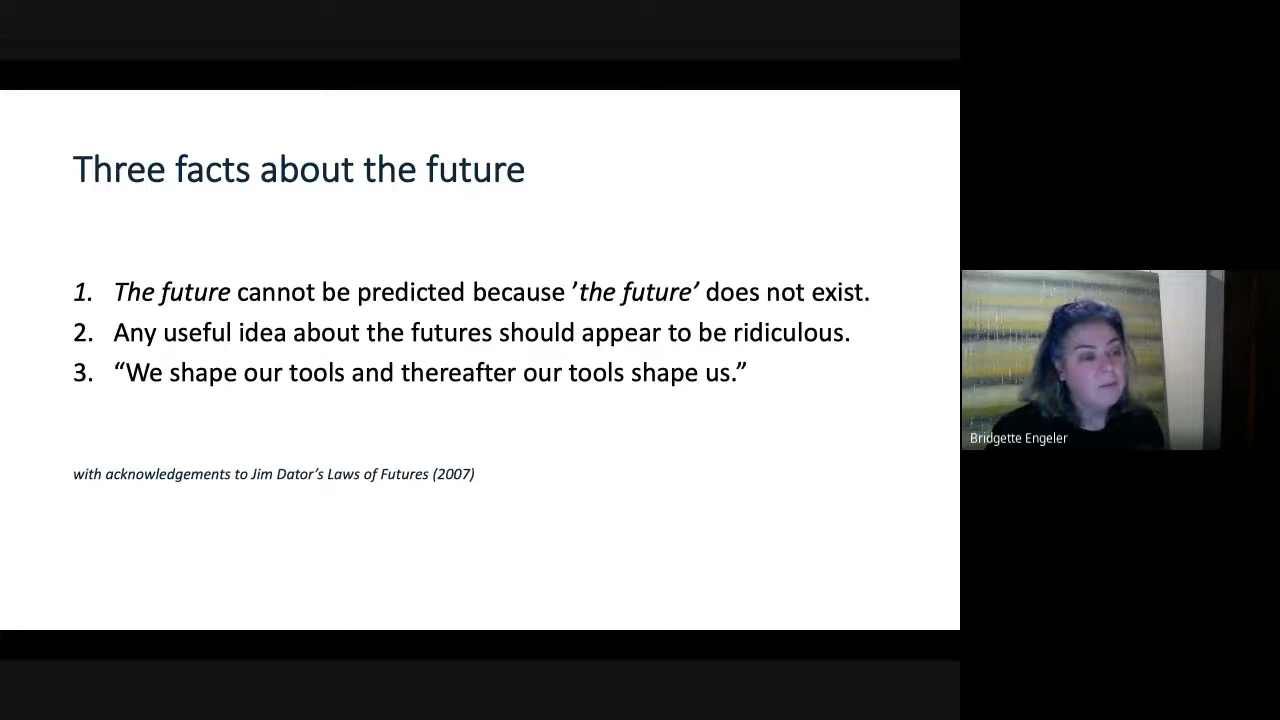 Three facts about the future
1. The future cannot be predicted because ’the future’ does not exist.
2. Any useful idea about the futures should appear to be ridiculous.
3. “We shape our tools and thereafter our tools shape us.”
with acknowledgements to Jim Dator’s Laws of Futures (2007)
Bridgette Engeler